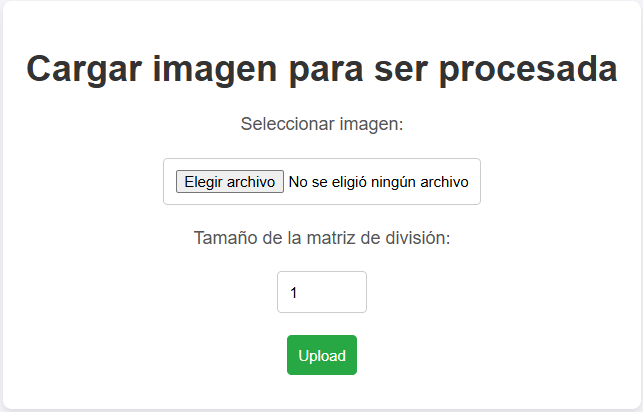 Cargar imagen para ser procesada
Seleccionar imagen:
Elegir archivo No se eligió ningún archivo
Tamaño de la matriz de división:
1
Upload